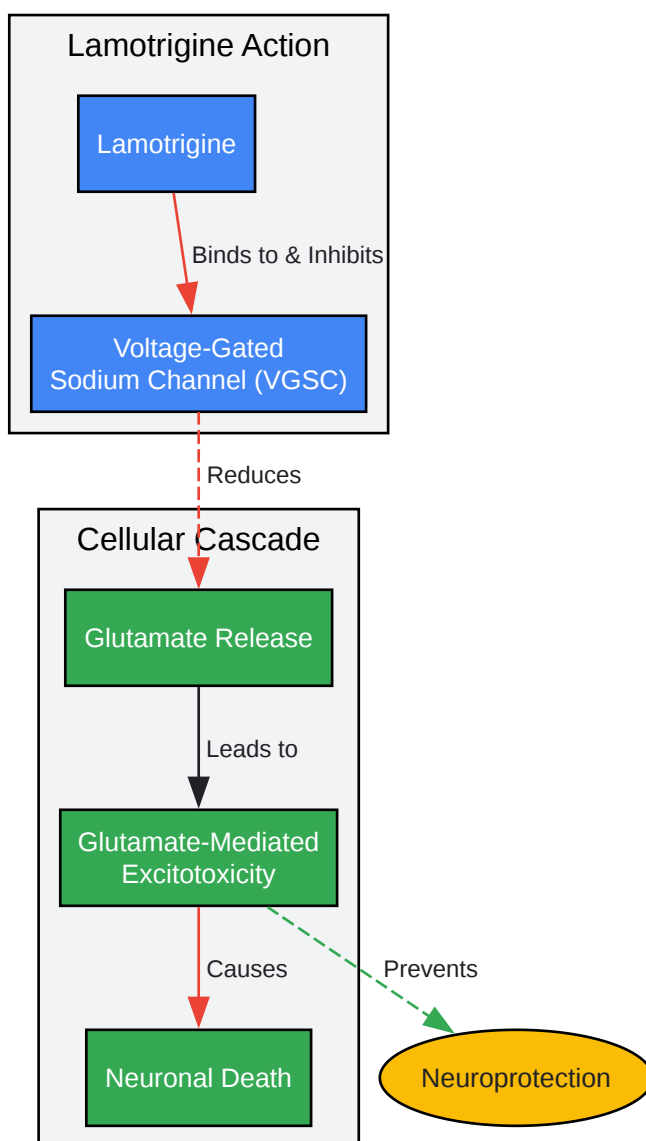 Lamotrigine Action
Lamotrigine
Binds to & Inhibits
Voltage-Gated
Sodium Channel (VGSC)
Reduces
Cellular Cascade
Glutamate Release
Leads to
Glutamate-Mediated
Excitotoxicity
Causes
Prevents
Neuronal Death
Neuroprotection